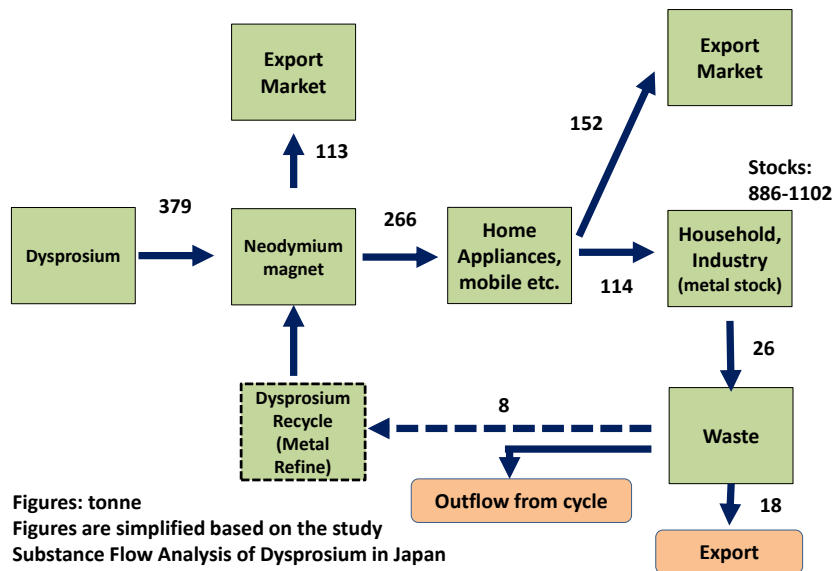 Export
Market
Export
Market
152
113
Stocks:
886-1102
379
266
Dysprosium
Neodymium
magnet
Home
Appliances,
mobile etc.
Household,
Industry
(metal stock)
114
26
Dysprosium
Recycle
(Metal
Refine)
8
Waste
Outflow from cycle
18
Export
Figures: tonne
Figures are simplified based on the study
Substance Flow Analysis of Dysprosium in Japan